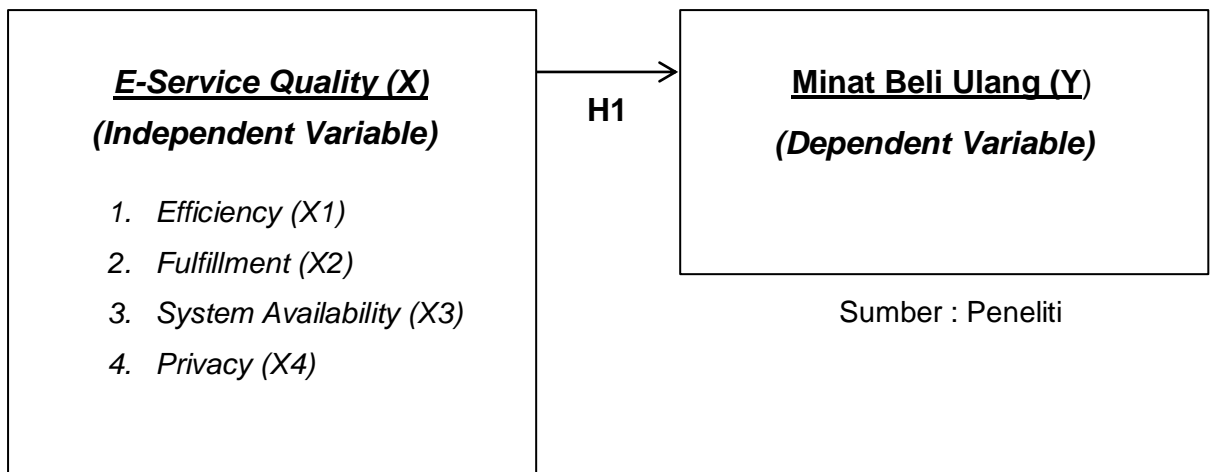 E-Service Quality (X)
(Independent Variable)
1. Efficiency (X1)
2. Fulfillment (X2)
3. System Availability (X3)
4. Privacy (X4)
H1
Minat Beli Ulang (Y)
(Dependent Variable)
Sumber : Peneliti